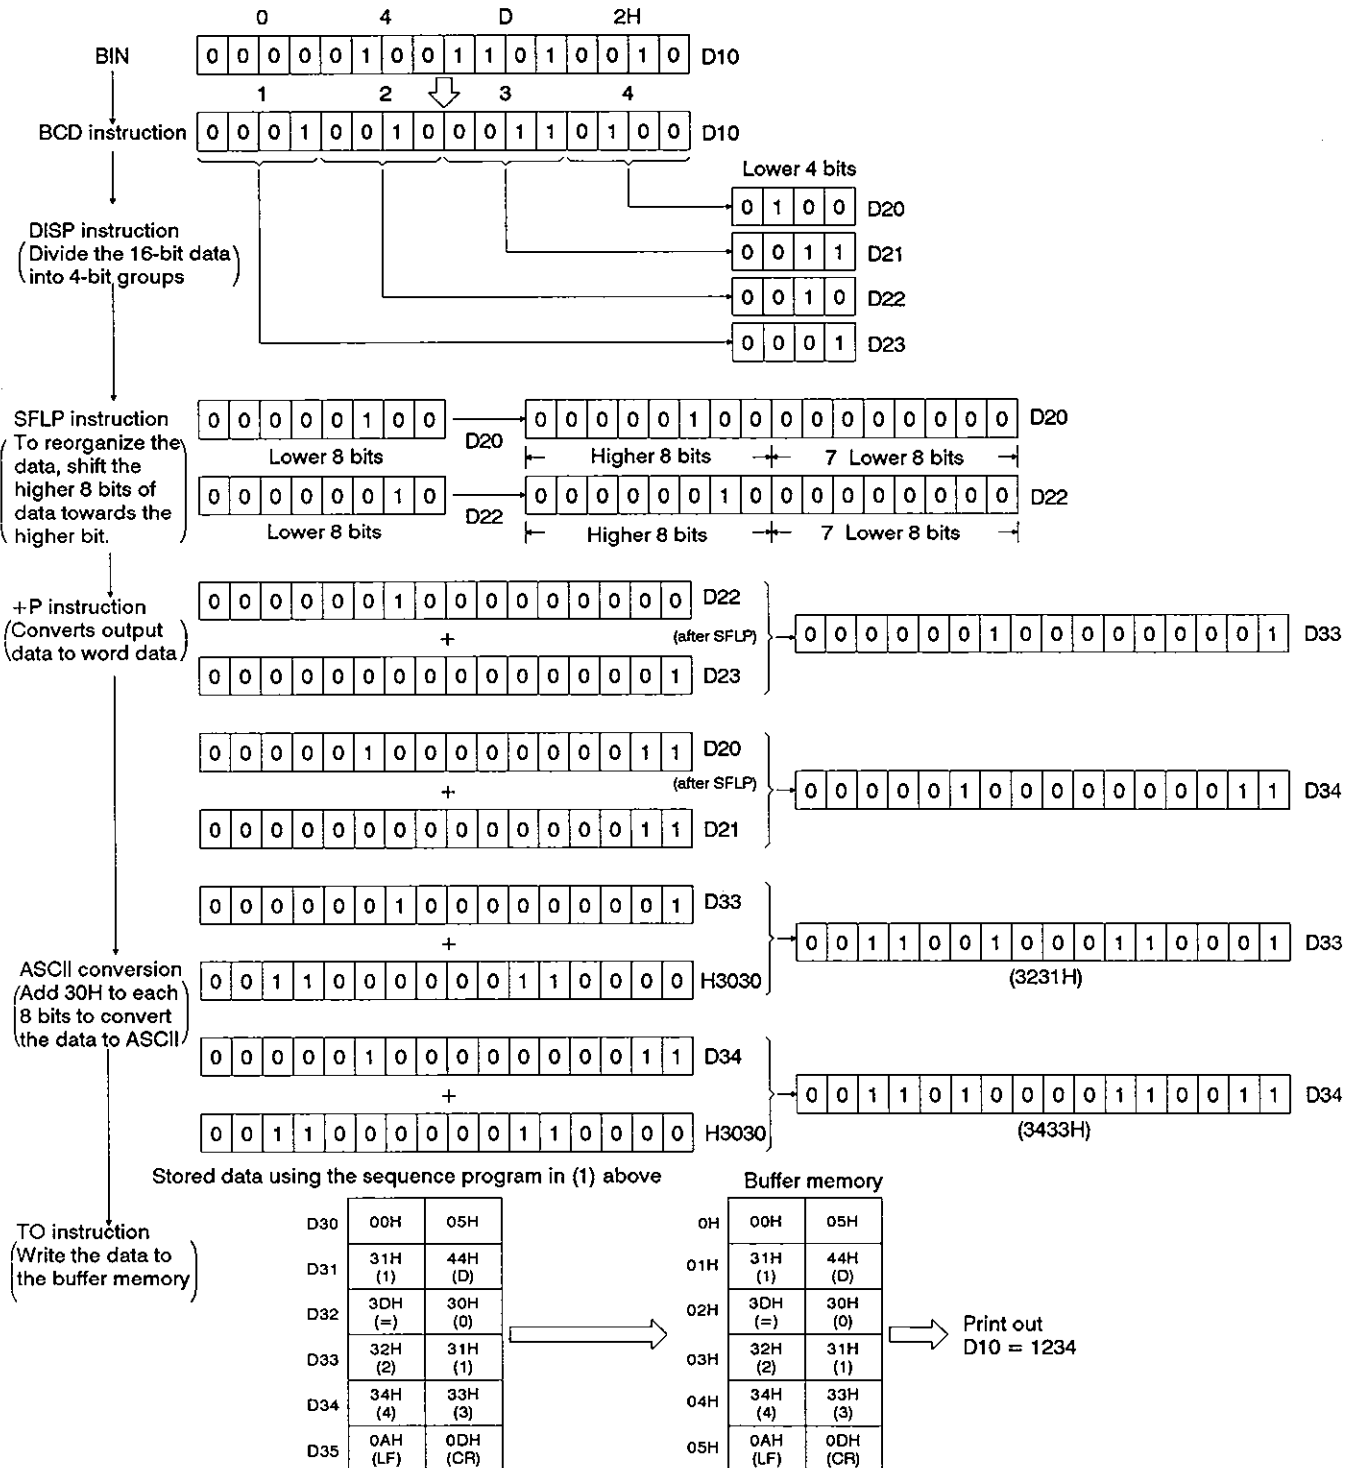 0 4 D 2H
BIN 0 0 0 0 0 1 0 0 1 1 0 1 0 0 1 0 D10
1 2 3 4
BCD instruction 0 0 0 1 0 0 1 0 0 0 1 1 0 1 0 0 D10
Lower 4 bits
0 1 0 0 D20
DISP instruction
(Divide the 16-bit data
into 4-bit groups)
0 0 1 1 D21
0 0 1 0 D22
0 0 0 1 D23
SFLP instruction
(To reorganize the
data, shift the
higher 8 bits of
data towards the
higher bit.)
0 0 0 0 0 1 0 0 D20 0 0 0 0 0 1 0 0 0 0 0 0 0 0 0 0 D20
Lower 8 bits Higher 8 bits 7 Lower 8 bits
0 0 0 0 0 0 1 0 D22 0 0 0 0 0 0 1 0 0 0 0 0 0 0 0 0 D22
Lower 8 bits Higher 8 bits 7 Lower 8 bits
+P instruction
(Converts output
data to word data)
0 0 0 0 0 0 1 0 0 0 0 0 0 0 0 0 D22
+ (after SFLP) 0 0 0 0 0 0 1 0 0 0 0 0 0 0 0 1 D33
0 0 0 0 0 0 0 0 0 0 0 0 0 0 0 1 D23
0 0 0 0 0 1 0 0 0 0 0 0 0 0 1 1 D20
+ (after SFLP) 0 0 0 0 0 1 0 0 0 0 0 0 0 0 1 1 D34
0 0 0 0 0 0 0 0 0 0 0 0 0 0 1 1 D21
0 0 0 0 0 0 1 0 0 0 0 0 0 0 0 1 D33
+ 0 0 1 1 0 0 1 0 0 0 1 1 0 0 0 1 D33
0 0 1 1 0 0 0 0 0 0 1 1 0 0 0 0 H3030
(3231H)
ASCII conversion
(Add 30H to each
8 bits to convert
the data to ASCII)
0 0 0 0 0 1 0 0 0 0 0 0 0 0 1 1 D34
+ 0 0 1 1 0 1 0 0 0 0 1 1 0 0 1 1 D34
0 0 1 1 0 0 0 0 0 0 1 1 0 0 0 0 H3030
(3433H)
Stored data using the sequence program in (1) above
Buffer memory
TO instruction
(Write the data to
the buffer memory)
D30 00H 05H 0H 00H 05H
D31 31H 44H 01H 31H 44H
(1) (D) (1) (D)
D32 3DH 30H 02H 3DH 30H
(=) (0) (=) (0)
Print out
D10 = 1234
D33 32H 31H 03H 32H 31H
(2) (1) (2) (1)
D34 34H 33H 04H 34H 33H
(4) (3) (4) (3)
D35 0AH 0DH 05H 0AH 0DH
(LF) (CR) (LF) (CR)